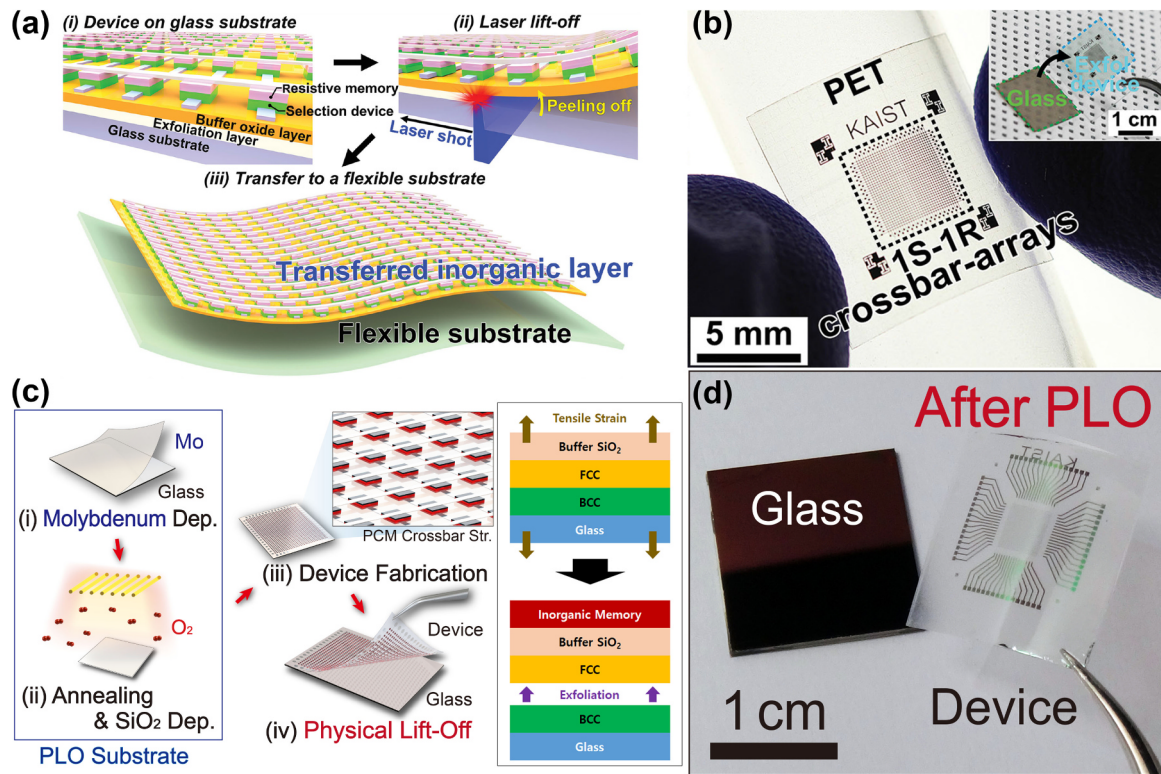 (a)
(i) Device on glass substrate
(ii) Laser lift-off
Resistive memory
Selection device
Buffer oxide layer
Exfoliation layer
Glass substrate
Peeling off
Laser shot
(iii) Transfer to a flexible substrate
Transferred inorganic layer
Flexible substrate
(b)
PET
KAIST
1S-1R
crossbar-arrays
5 mm
Glass
Exfol.
Device
1 cm
(c)
Mo
Glass
(i) Molybdenum Dep.
O₂
(ii) Annealing
& SiO₂ Dep.
PLO Substrate
PCM Crossbar Str.
(iii) Device Fabrication
Device
Glass
(iv) Physical Lift-Off
Tensile Strain
Buffer SiO₂
FCC
BCC
Glass
Inorganic Memory
Buffer SiO₂
FCC
Exfoliation
BCC
Glass
(d)
After PLO
Glass
KAIST
Device
1 cm